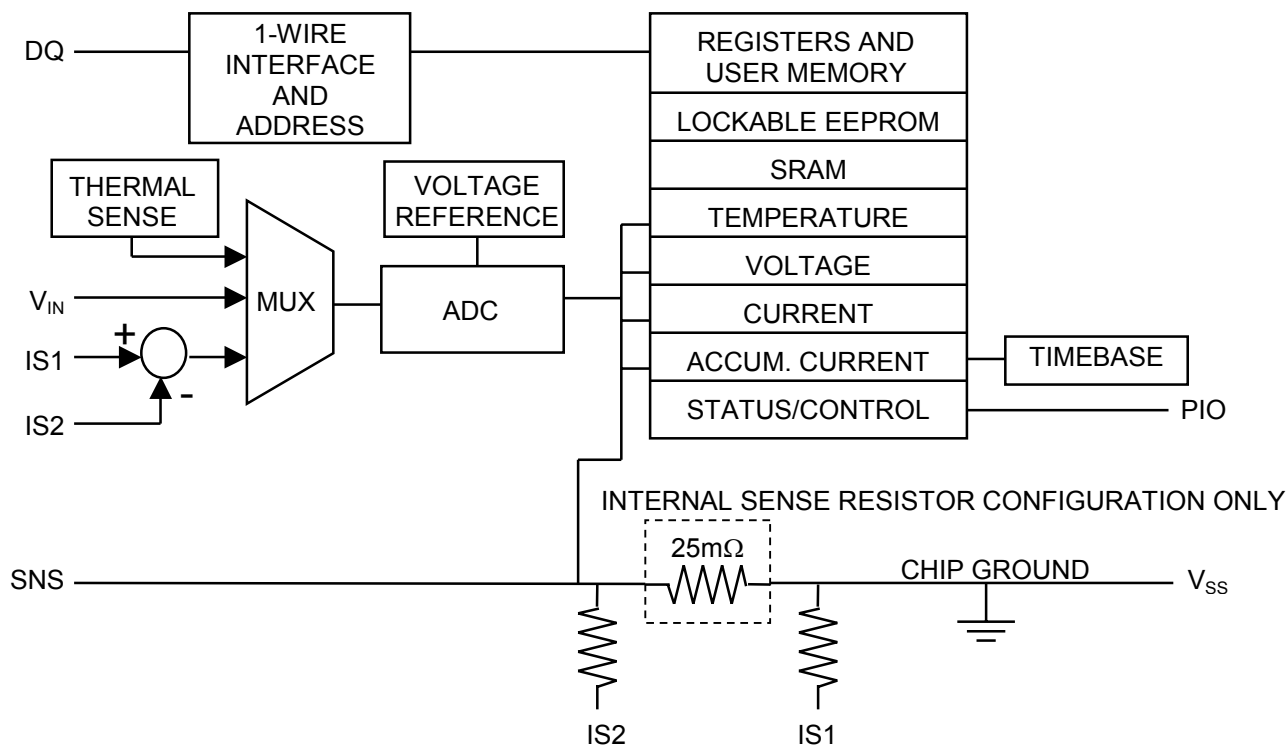 DQ
1-WIRE
INTERFACE
AND
ADDRESS
REGISTERS AND
USER MEMORY
LOCKABLE EEPROM
SRAM
TEMPERATURE
VOLTAGE
CURRENT
ACCUM. CURRENT
STATUS/CONTROL
THERMAL
SENSE
VOLTAGE
REFERENCE
VIN
MUX
ADC
IS1
+
-
IS2
TIMEBASE
PIO
INTERNAL SENSE RESISTOR CONFIGURATION ONLY
25mΩ
SNS
CHIP GROUND
VSS
IS2
IS1